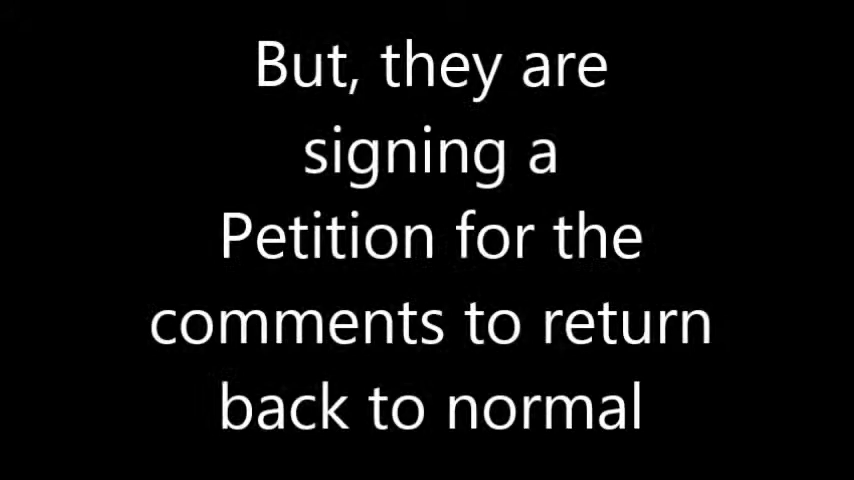 But, they are
signing a
Petition for the
comments to return
back to normal